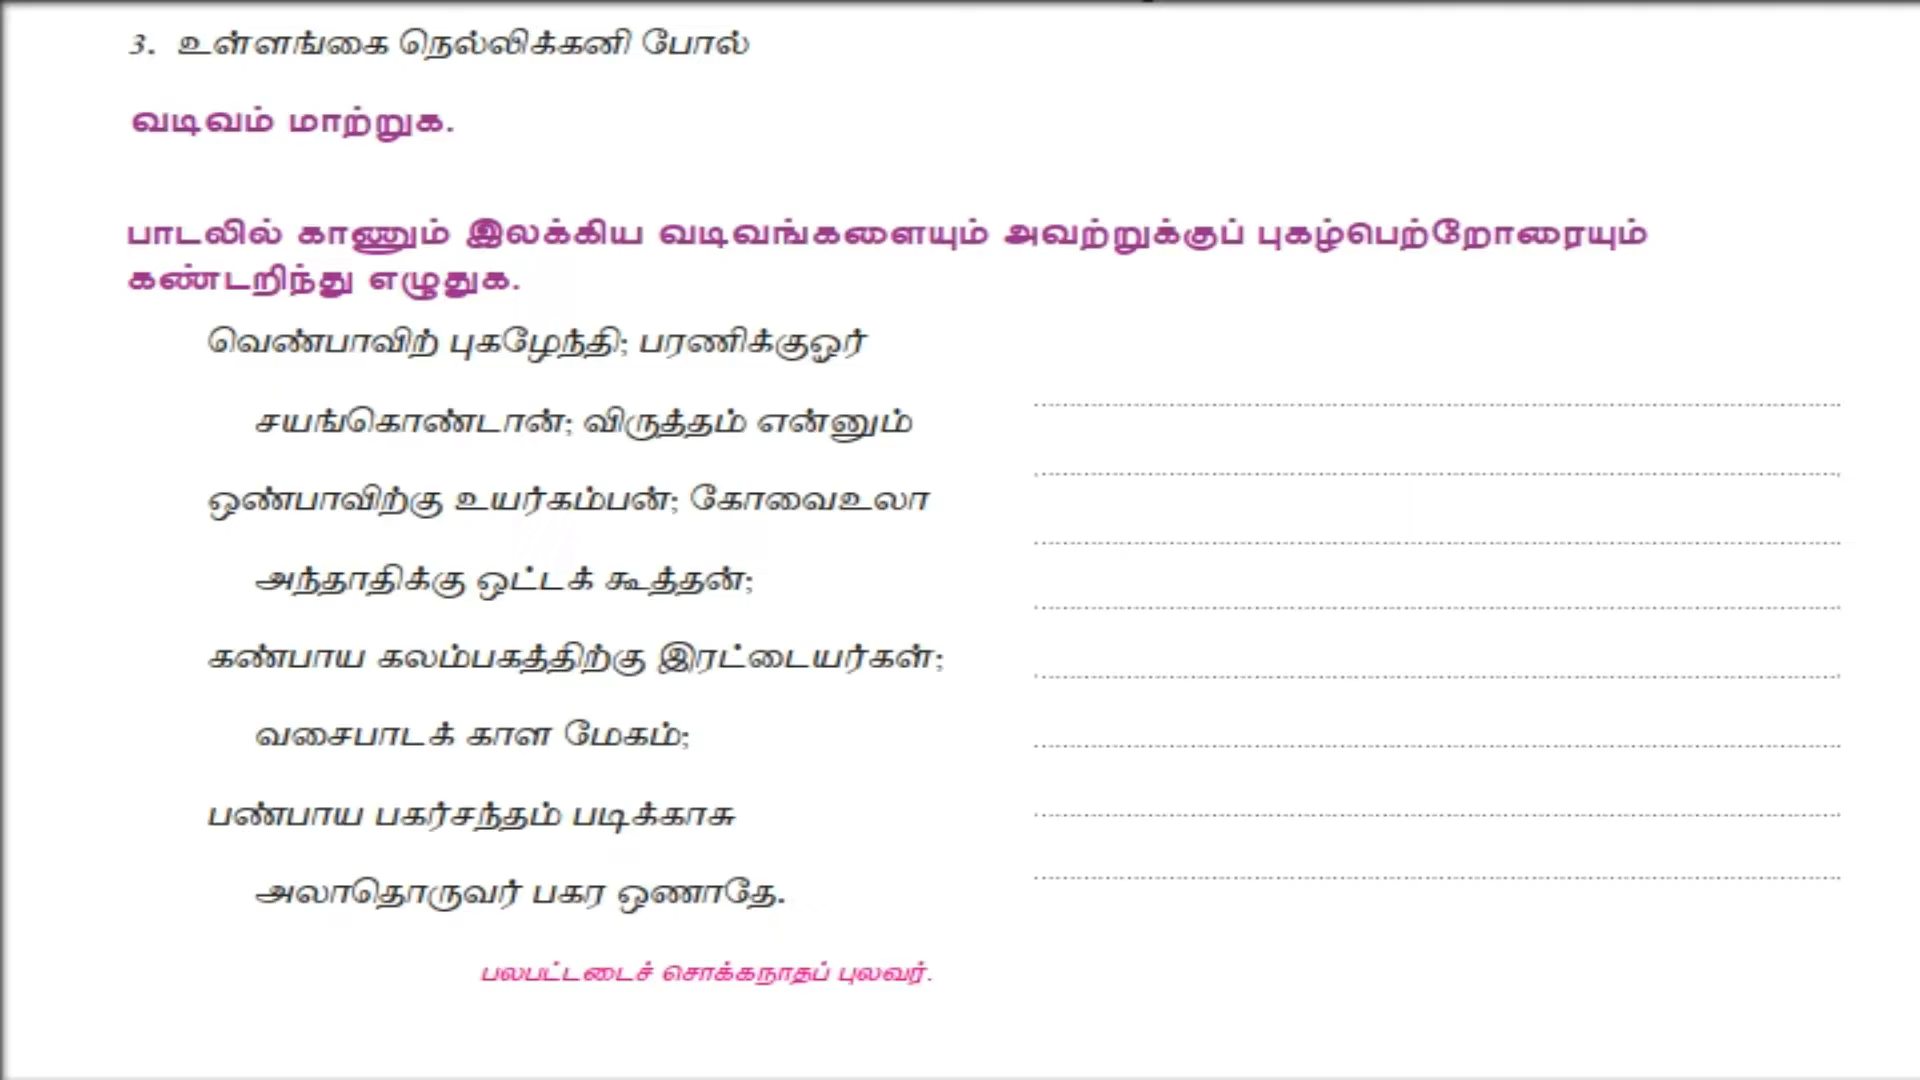 3. உள்ளங்கை நெல்லிக்கனி போல்
வடிவம் மாற்றுக.
பாடலில் காணும் இலக்கிய வடிவங்களையும் அவற்றுக்குப் புகழ்பெற்றோரையும்
கண்டறிந்து எழுதுக.
வெண்பாவிற் புகழேந்தி; பரணிக்குஓர்
சயங்கொண்டான்; விருத்தம் என்னும்
ஒண்பாவிற்கு உயர்கம்பன்; கோவைஉலா
அந்தாதிக்கு ஒட்டக் கூத்தன்;
கண்பாய கலம்பகத்திற்கு இரட்டையர்கள்;
வசைபாடக் காள மேகம்;
பண்பாய பகர்சந்தம் படிக்காசு
அலாதொருவர் பகர ஒணாதே.
பலபட்டடைச் சொக்கநாதப் புலவர்.